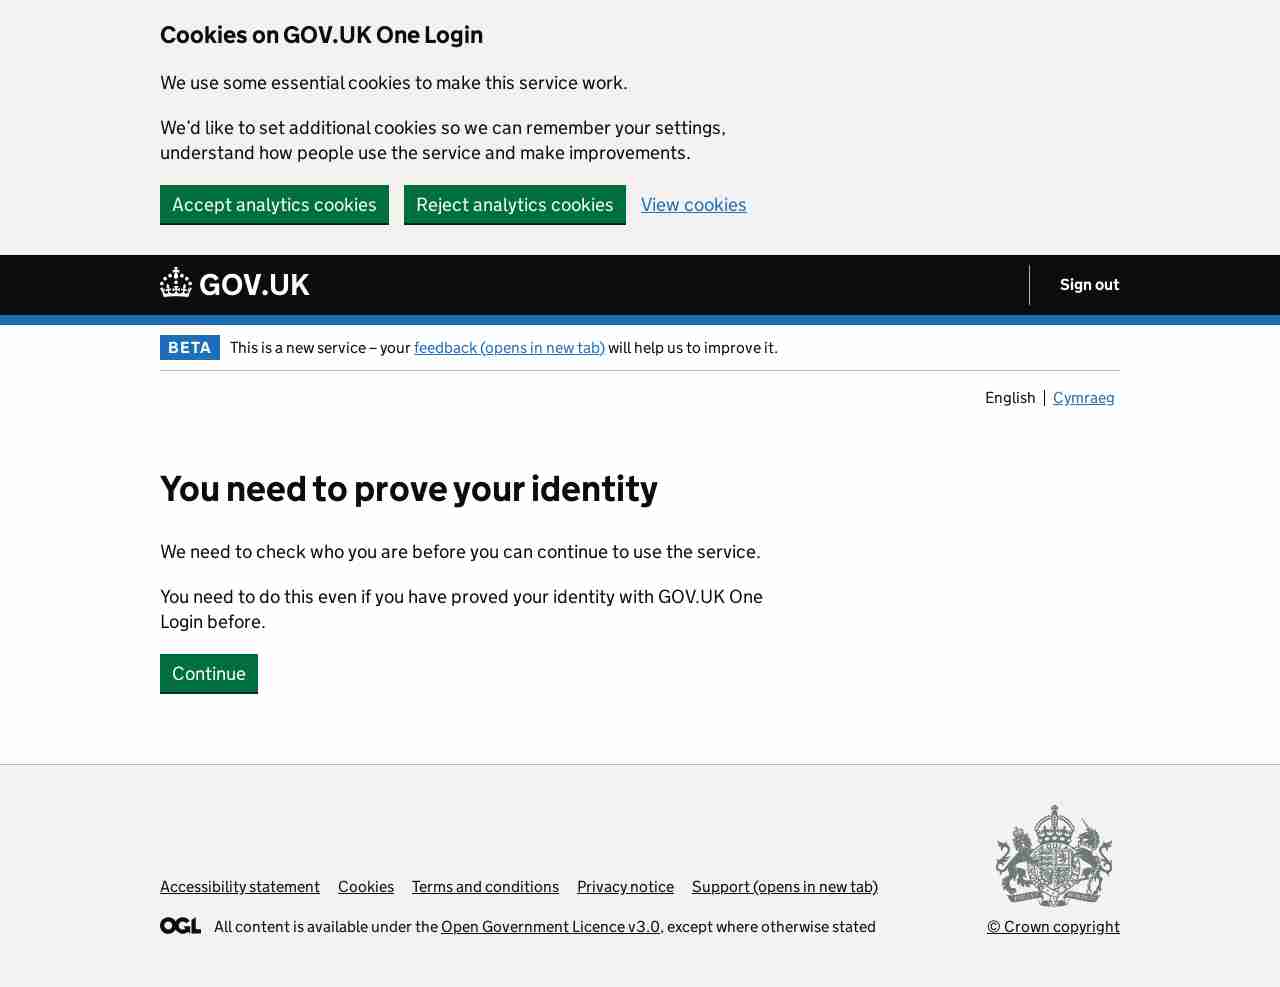 Cookies on GOV.UK One Login
We use some essential cookies to make this service work.
We’d like to set additional cookies so we can remember your settings,
understand how people use the service and make improvements.
Accept analytics cookies
Reject analytics cookies
View cookies
GOV.UK
Sign out
BETA
This is a new service – your feedback (opens in new tab) will help us to improve it.
English
Cymraeg
You need to prove your identity
We need to check who you are before you can continue to use the service.
You need to do this even if you have proved your identity with GOV.UK One
Login before.
Continue
Accessibility statement
Cookies
Terms and conditions
Privacy notice
Support (opens in new tab)
OGL
All content is available under the Open Government Licence v3.0, except where otherwise stated
© Crown copyright